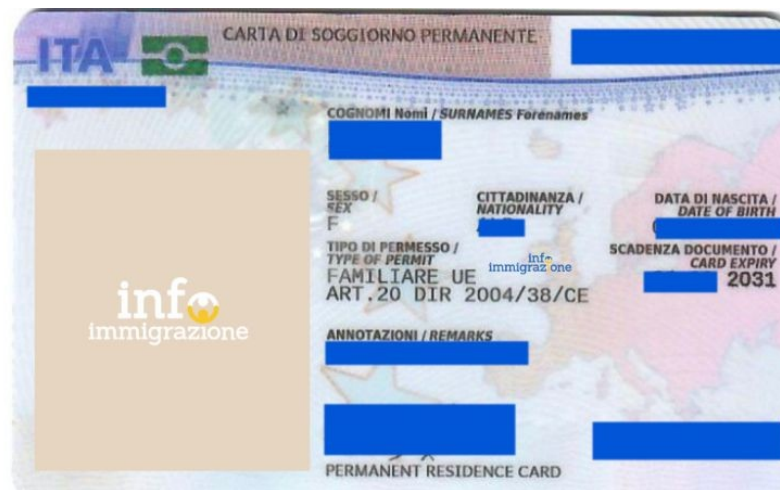 ITA
CARTA DI SOGGIORNO PERMANENTE
COGNOMI Nomi / SURNAMES Forenames
SESSO /
SEX
F
CITTADINANZA /
NATIONALITY
DATA DI NASCITA /
DATE OF BIRTH
TIPO DI PERMESSO /
TYPE OF PERMIT
FAMILIARE UE
ART.20 DIR 2004/38/CE
info
immigrazione
SCADENZA DOCUMENTO /
CARD EXPIRY
2031
ANNOTAZIONI / REMARKS
info
immigrazione
PERMANENT RESIDENCE CARD